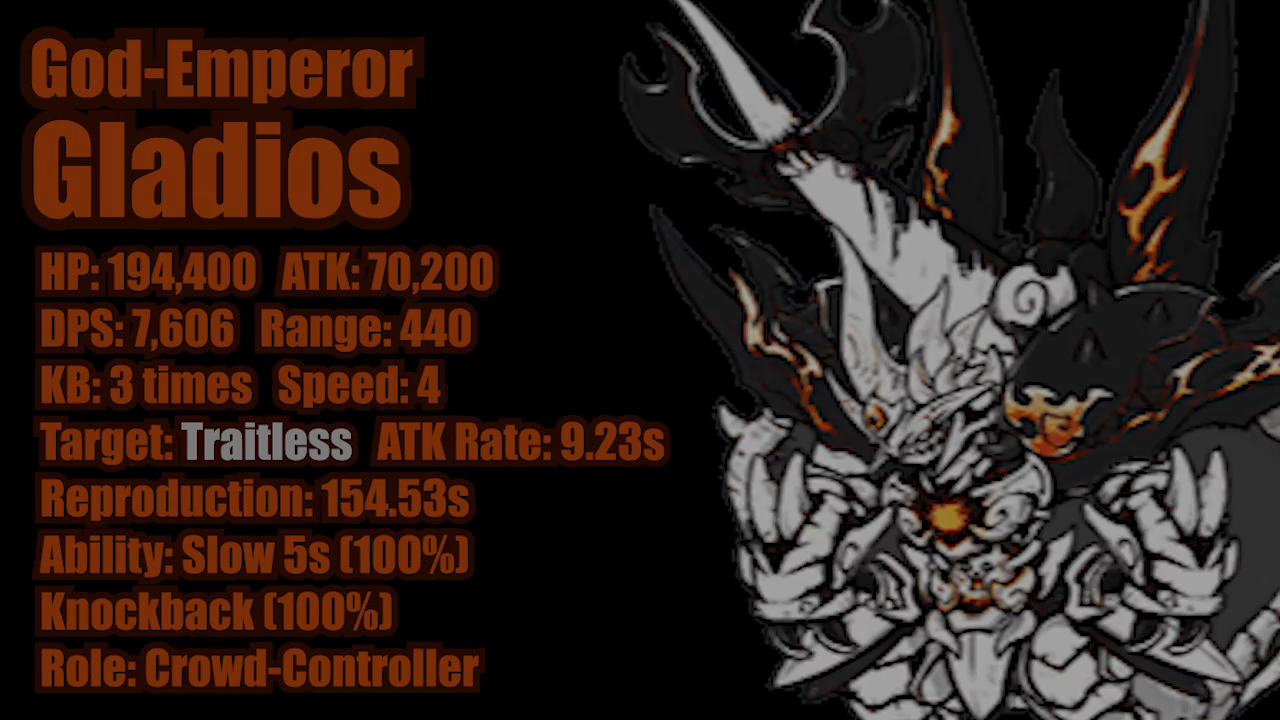 God-Emperor
Gladios
HP: 194,400 ATK: 70,200
DPS: 7,606 Range: 440
KB: 3 times Speed: 4
Target: Traitless ATK Rate: 9.23s
Reproduction: 154.53s
Ability: Slow 5s (100%)
Knockback (100%)
Role: Crowd-Controller